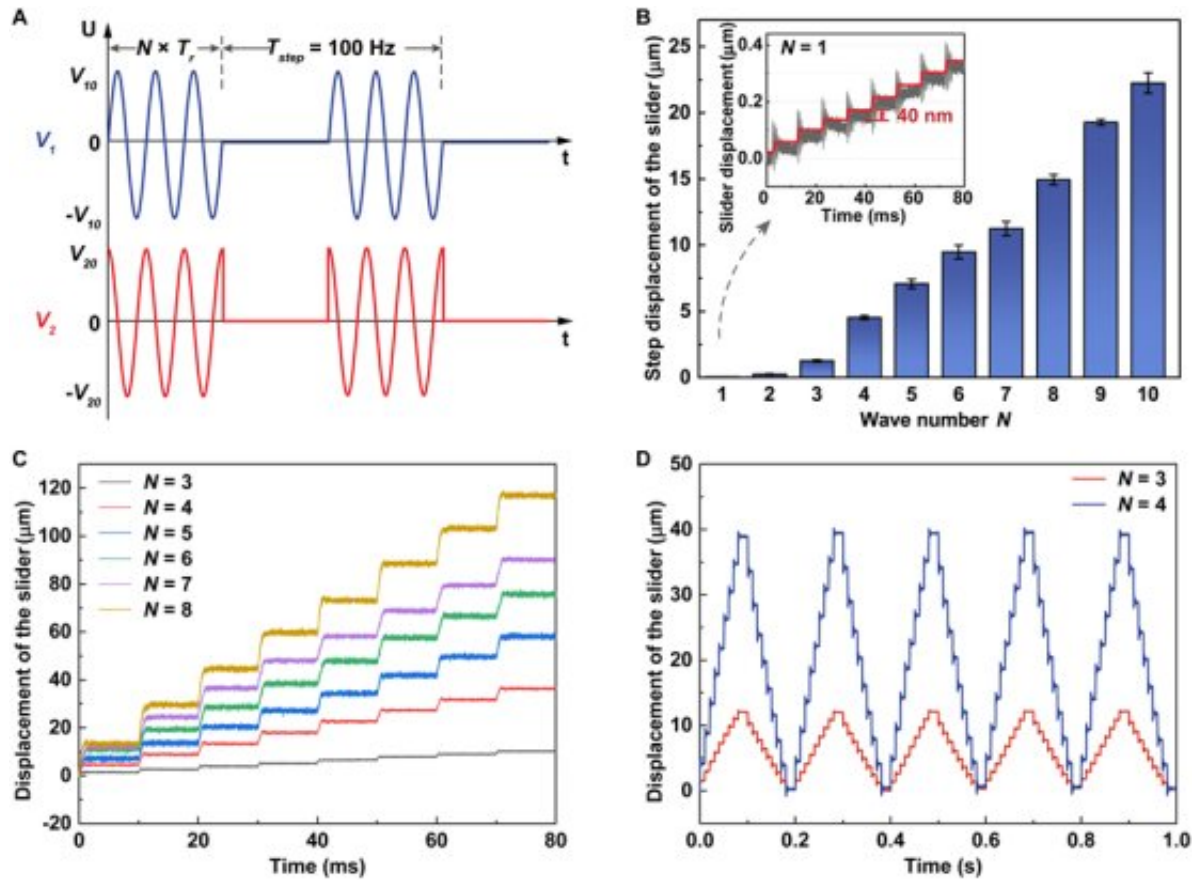 A
U
N × Tr
Tstep = 100 Hz
V10
V1
0
t
-V10
V20
V2
0
t
-V20
B
Step displacement of the slider (μm)
25
20
15
10
5
0
1 2 3 4 5 6 7 8 9 10
Wave number N
N = 1
Slider displacement (μm)
0.4
0.2
0.0
40 nm
0 20 40 60 80
Time (ms)
C
Displacement of the slider (μm)
120
100
80
60
40
20
0
-20
N = 3
N = 4
N = 5
N = 6
N = 7
N = 8
0 20 40 60 80
Time (ms)
D
Displacement of the slider (μm)
50
40
30
20
10
0
N = 3
N = 4
0.0 0.2 0.4 0.6 0.8 1.0
Time (s)